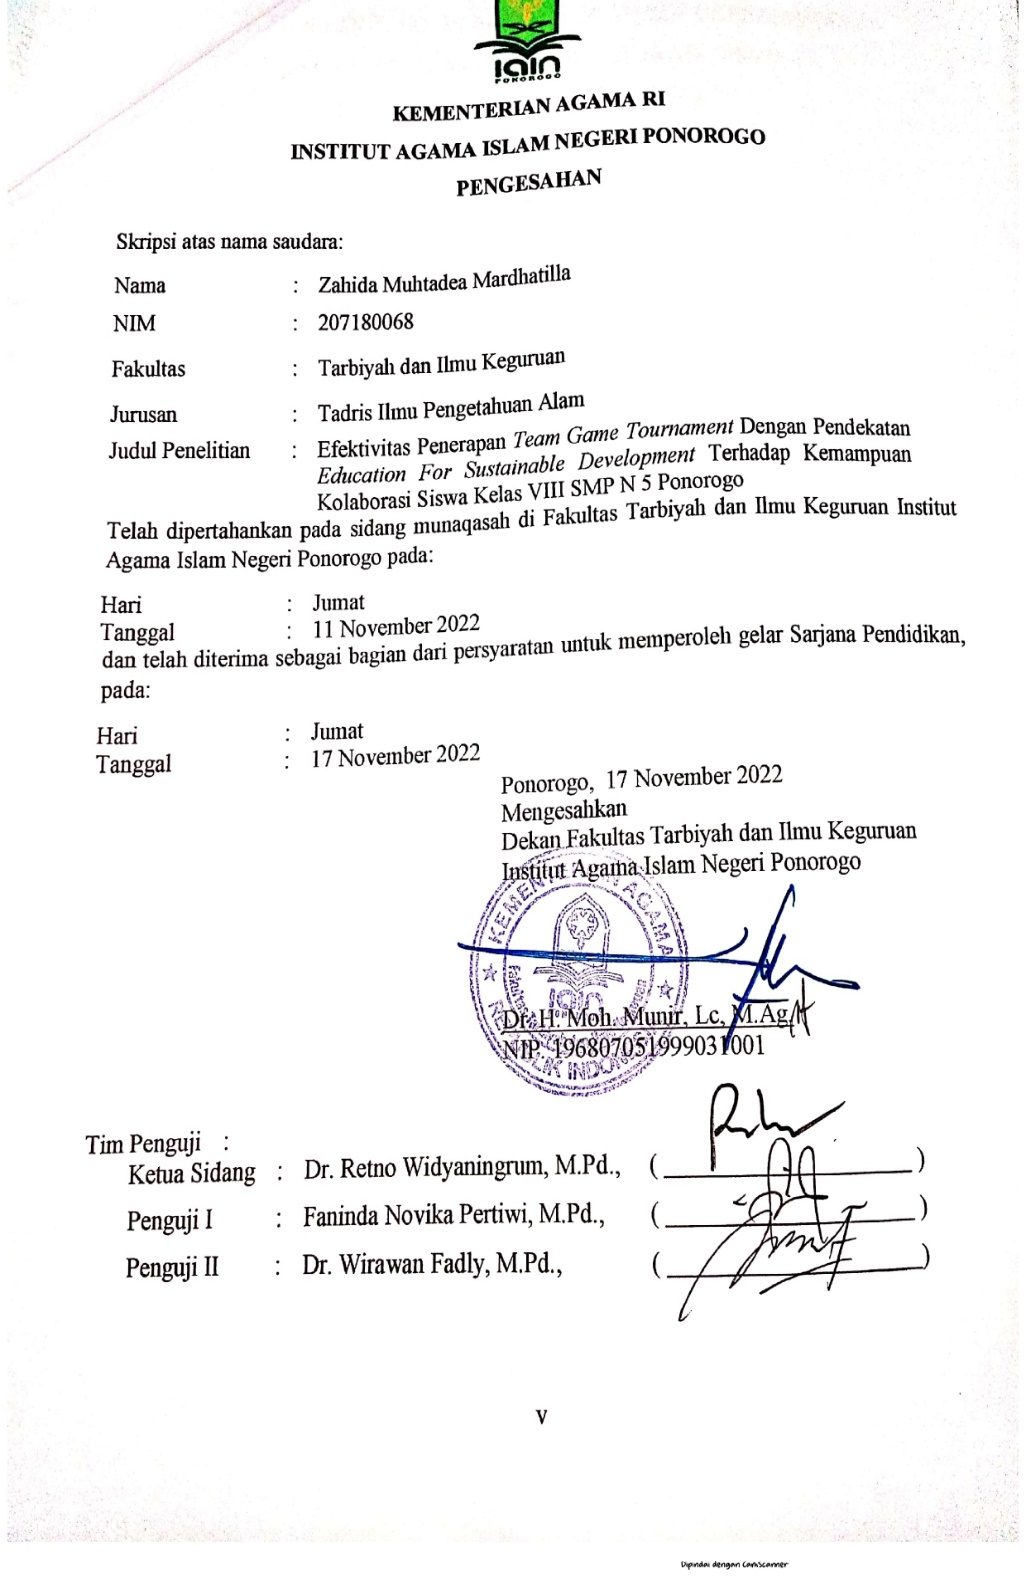 iain
PONOROGO
KEMENTERIAN AGAMA RI
INSTITUT AGAMA ISLAM NEGERI PONOROGO
PENGESAHAN
Skripsi atas nama saudara:
Nama : Zahida Muhtadea Mardhatilla
NIM : 207180068
Fakultas : Tarbiyah dan Ilmu Keguruan
Jurusan : Tadris Ilmu Pengetahuan Alam
Judul Penelitian : Efektivitas Penerapan Team Game Tournament Dengan Pendekatan
Education For Sustainable Development Terhadap Kemampuan
Kolaborasi Siswa Kelas VIII SMP N 5 Ponorogo
Telah dipertahankan pada sidang munaqasah di Fakultas Tarbiyah dan Ilmu Keguruan Institut
Agama Islam Negeri Ponorogo pada:
Hari : Jumat
Tanggal : 11 November 2022
dan telah diterima sebagai bagian dari persyaratan untuk memperoleh gelar Sarjana Pendidikan,
pada:
Hari : Jumat
Tanggal : 17 November 2022
Ponorogo, 17 November 2022
Mengesahkan
Dekan Fakultas Tarbiyah dan Ilmu Keguruan
Institut Agama Islam Negeri Ponorogo
KEMENTERIAN AGAMA
iain
REPUBLIK INDONESIA
Dr. H. Moh. Munir, Lc, M.Ag
NIP. 196807051999031001
Tim Penguji :
Ketua Sidang : Dr. Retno Widyaningrum, M.Pd., ( )
Penguji I : Faninda Novika Pertiwi, M.Pd., ( )
Penguji II : Dr. Wirawan Fadly, M.Pd., ( )
v
Dipindai dengan CamScanner